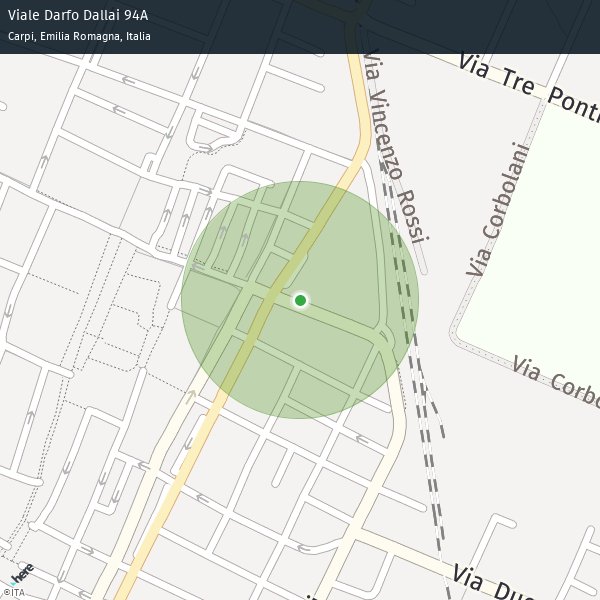 Viale Darfo Dallai 94A
Carpi, Emilia Romagna, Italia
Via Tre Ponti
Via Vincenzo Rossi
Via Corbolani
Via Corbo
Via Due
here
©ITA